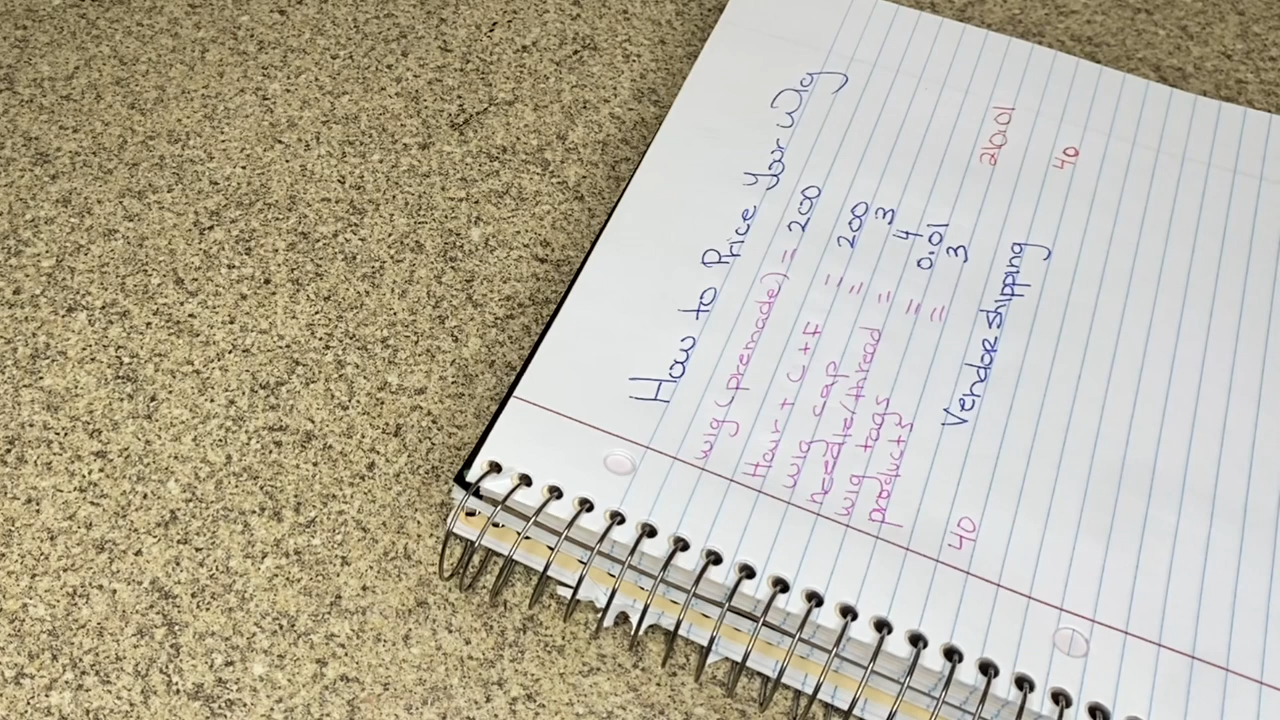 How to Price Your Wig
wig (premade) = 200
Hair + C + F = 200
wig cap = 3
needle/thread = 4
wig tags = 0.01
products = 3
210.01
40 Vendor shipping 40